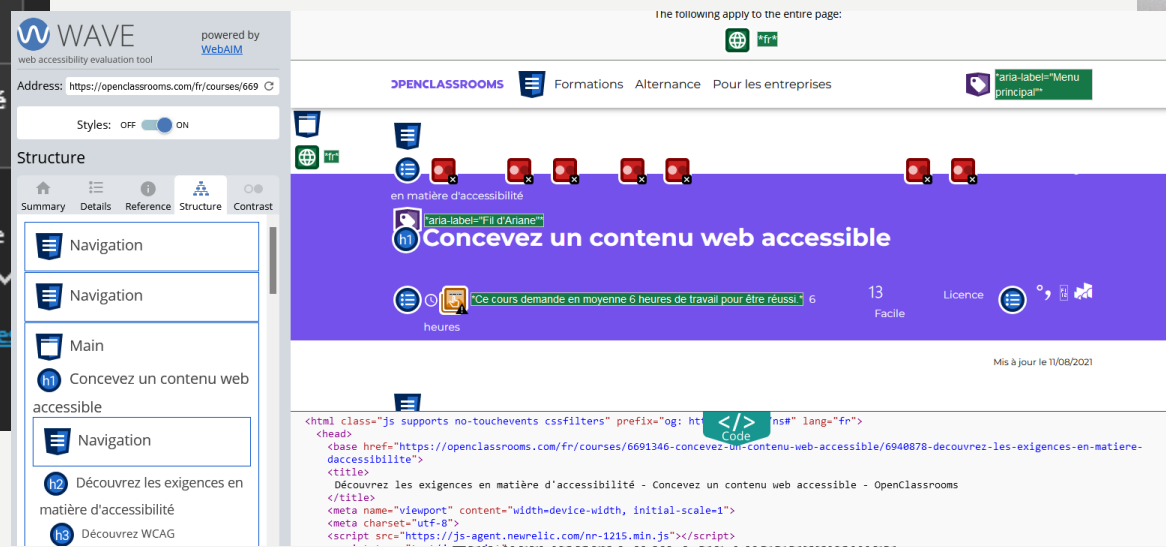 WAVE
powered by
WebAIM
web accessibility evaluation tool
Address: https://openclassrooms.com/fr/courses/669
Styles: OFF ON
Structure
Summary Details Reference Structure Contrast
Navigation
Navigation
Main
h1 Concevez un contenu web
accessible
Navigation
h2 Découvrez les exigences en
matière d'accessibilité
h3 Découvrez WCAG
The following apply to the entire page:
*fr*
OPENCLASSROOMS Formations Alternance Pour les entreprises
*aria-label="Menu
principal"*
*fr*
en matière d'accessibilité
*aria-label="Fil d'Ariane"*
h1 Concevez un contenu web accessible
*Ce cours demande en moyenne 6 heures de travail pour être réussi.* 6
heures
13
Facile
Licence
Mis à jour le 11/08/2021
</>
Code
<html class="js supports no-touchevents cssfilters" prefix="og: ns#" lang="fr">
<head>
<base href="https://openclassrooms.com/fr/courses/6691346-concevez-un-contenu-web-accessible/6940878-decouvrez-les-exigences-en-matiere-
daccessibilite">
<title>
Découvrez les exigences en matière d'accessibilité - Concevez un contenu web accessible - OpenClassrooms
</title>
<meta name="viewport" content="width=device-width, initial-scale=1">
<meta charset="utf-8">
<script src="https://js-agent.newrelic.com/nr-1215.min.js"></script>